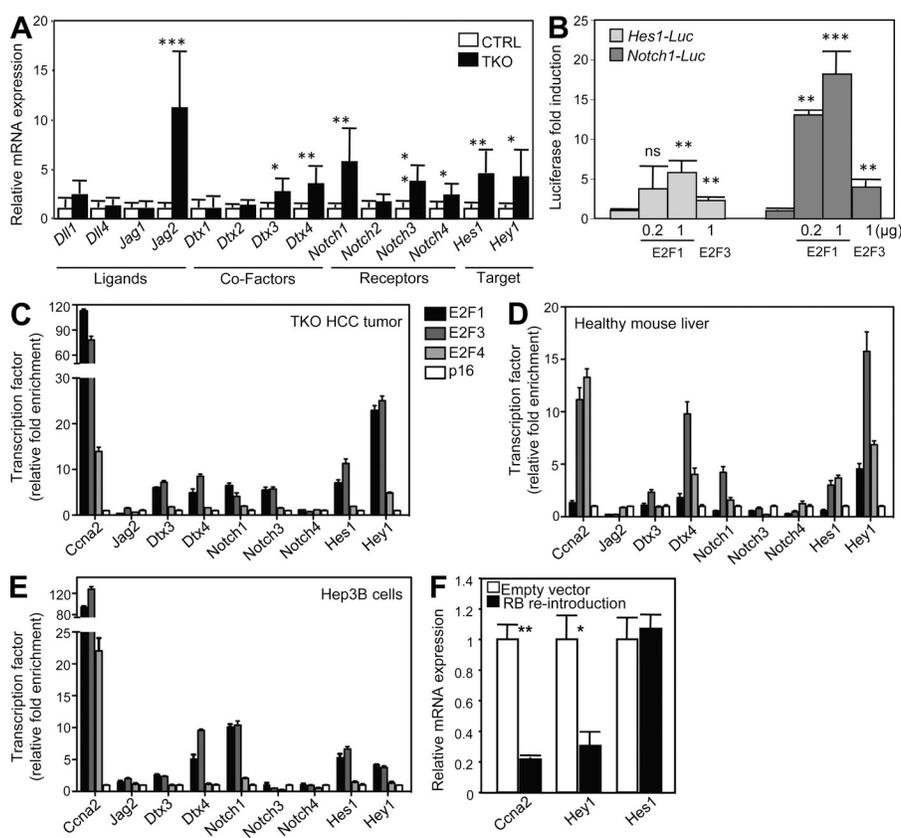 A
Relative mRNA expression
20
15
10
5
0
***
*
**
**
*
*
*
**
*
CTRL
TKO
Dll1
Dll4
Jag1
Jag2
Dtx1
Dtx2
Dtx3
Dtx4
Notch1
Notch2
Notch3
Notch4
Hes1
Hey1
Ligands
Co-Factors
Receptors
Target
B
Luciferase fold induction
25
20
15
10
5
0
Hes1-Luc
Notch1-Luc
ns
**
**
**
***
**
0.2 1 1 0.2 1 1 (µg)
E2F1 E2F3 E2F1 E2F3
C
Transcription factor
(relative fold enrichment)
120
90
60
30
20
10
0
TKO HCC tumor
E2F1
E2F3
E2F4
p16
Ccna2
Jag2
Dtx3
Dtx4
Notch1
Notch3
Notch4
Hes1
Hey1
D
Transcription factor
(relative fold enrichment)
20
15
10
5
0
Healthy mouse liver
Ccna2
Jag2
Dtx3
Dtx4
Notch1
Notch3
Notch4
Hes1
Hey1
E
Transcription factor
(relative fold enrichment)
120
80
25
20
15
10
5
0
Hep3B cells
Ccna2
Jag2
Dtx3
Dtx4
Notch1
Notch3
Notch4
Hes1
Hey1
F
Relative mRNA expression
1.4
1.2
1
0.8
0.6
0.4
0.2
0
Empty vector
RB re-introduction
**
*
Ccna2
Hey1
Hes1